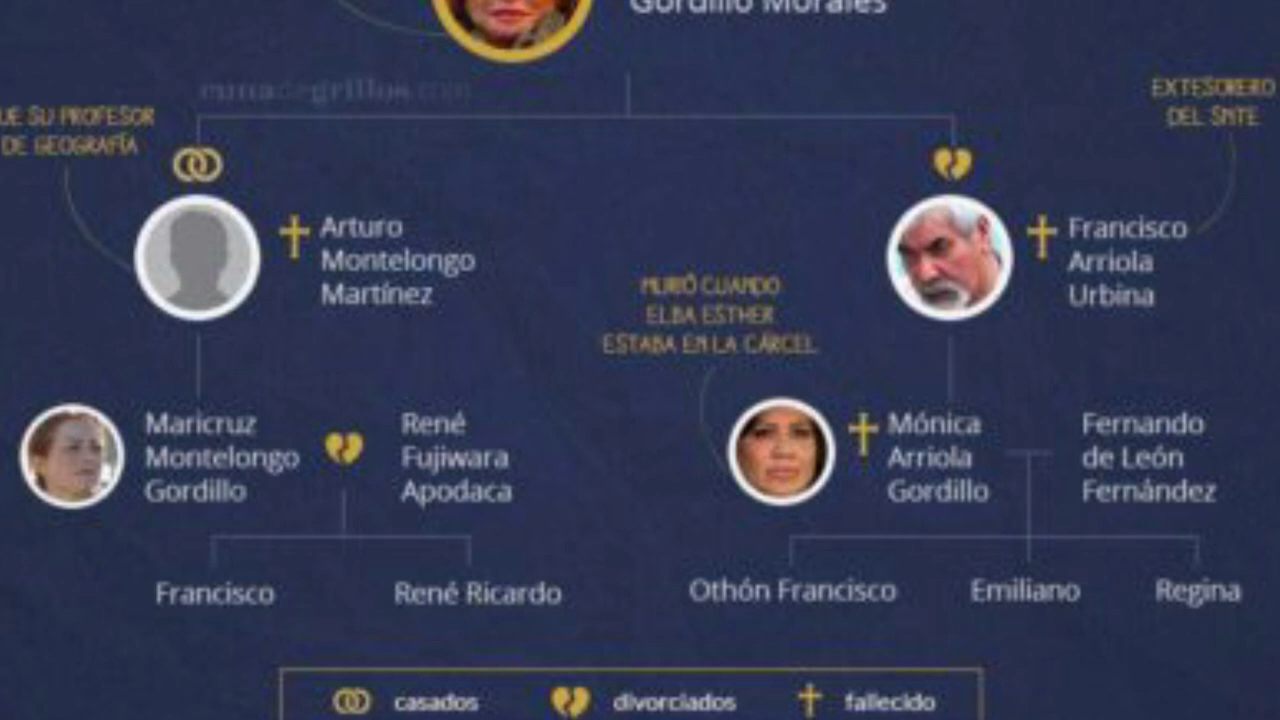 Gordillo Morales
EXTESORERO
DEL SNTE
UE SU PROFESOR
DE GEOGRAFÍA
Arturo
Montelongo
Martínez
Francisco
Arriola
Urbina
MURIÓ CUANDO
ELBA ESTHER
ESTABA EN LA CÁRCEL
Maricruz
Montelongo
Gordillo
René
Fujiwara
Apodaca
Mónica
Arriola
Gordillo
Fernando
de León
Fernández
Francisco
René Ricardo
Othón Francisco
Emiliano
Regina
casados
divorciados
fallecido